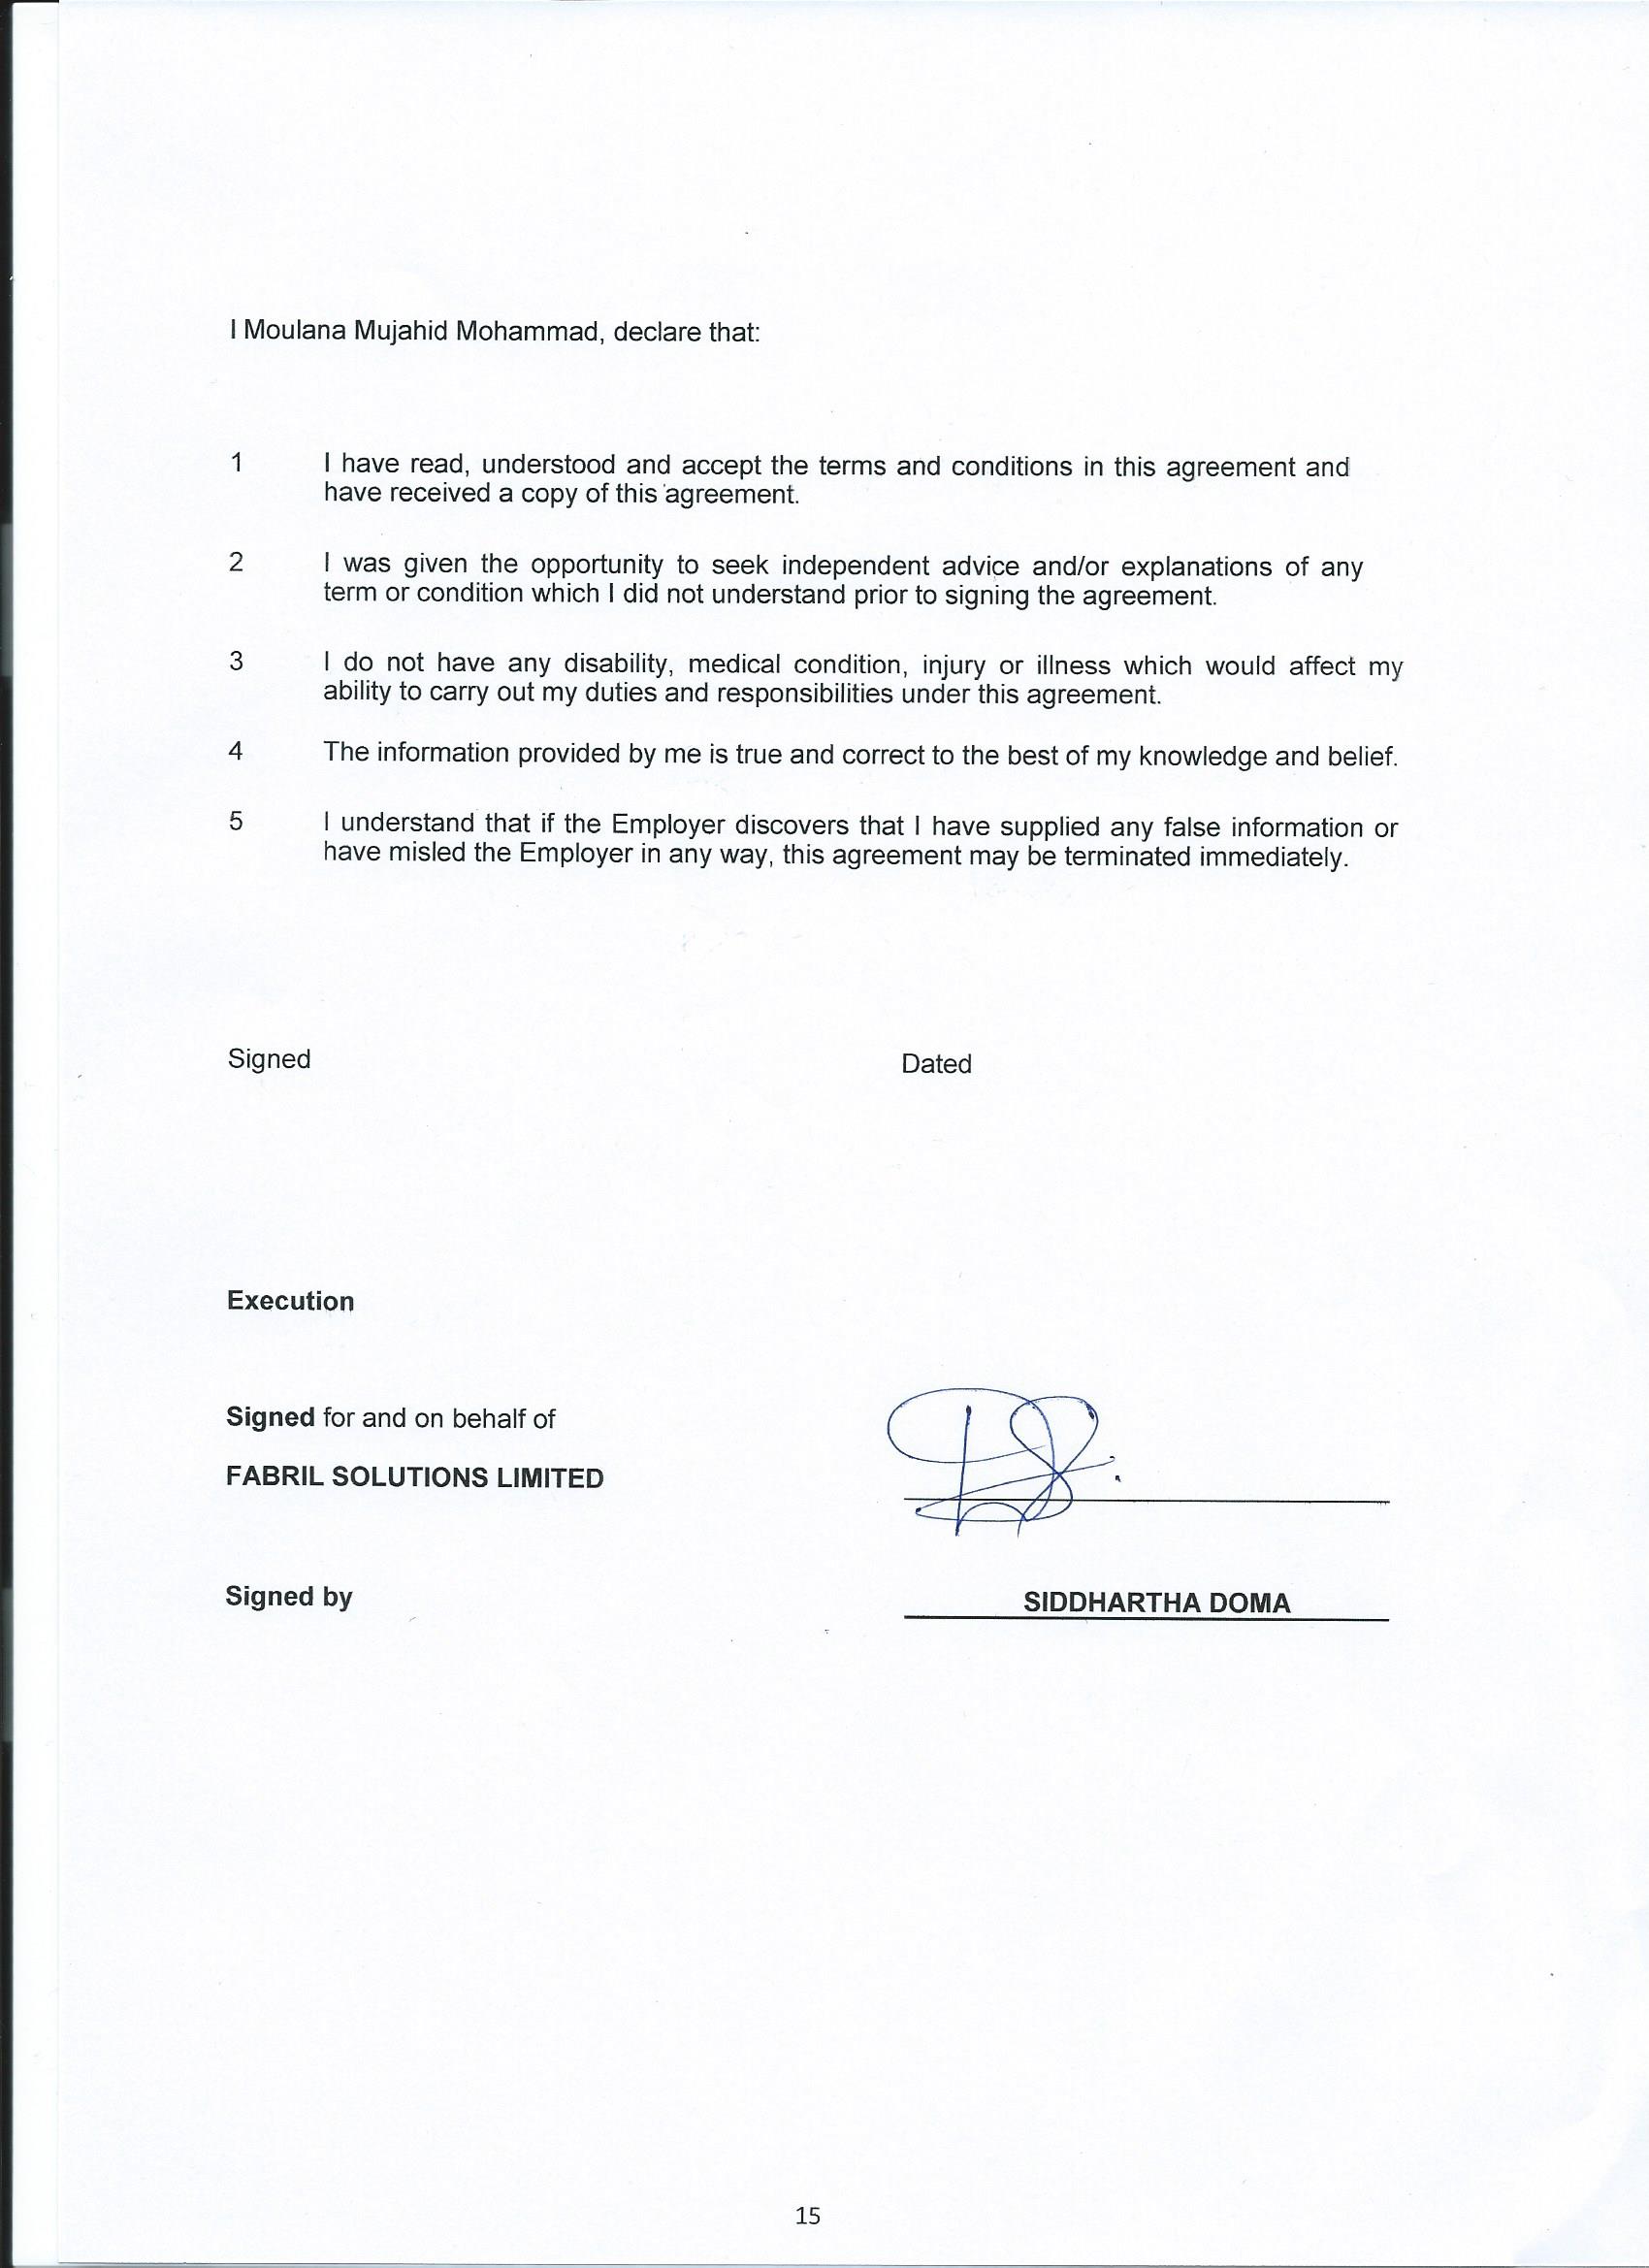 I Moulana Mujahid Mohammad, declare that:
1 I have read, understood and accept the terms and conditions in this agreement and
have received a copy of this agreement.
2 I was given the opportunity to seek independent advice and/or explanations of any
term or condition which I did not understand prior to signing the agreement.
3 I do not have any disability, medical condition, injury or illness which would affect my
ability to carry out my duties and responsibilities under this agreement.
4 The information provided by me is true and correct to the best of my knowledge and belief.
5 I understand that if the Employer discovers that I have supplied any false information or
have misled the Employer in any way, this agreement may be terminated immediately.
Signed Dated
Execution
Signed for and on behalf of
FABRIL SOLUTIONS LIMITED
Signed by SIDDHARTHA DOMA
15